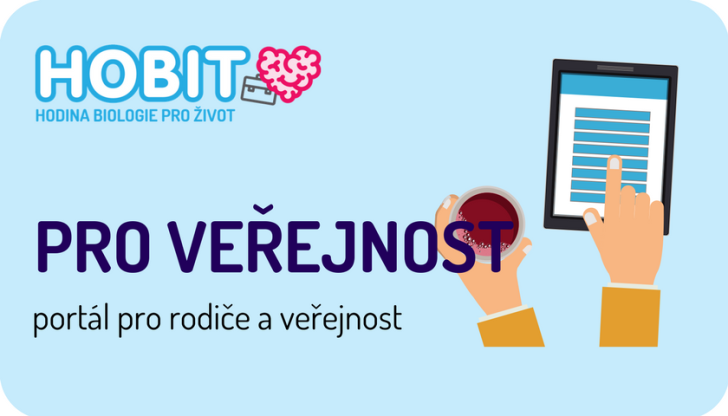 HOBIT
HODINA BIOLOGIE PRO ŽIVOT
PRO VEŘEJNOST
portál pro rodiče a veřejnost